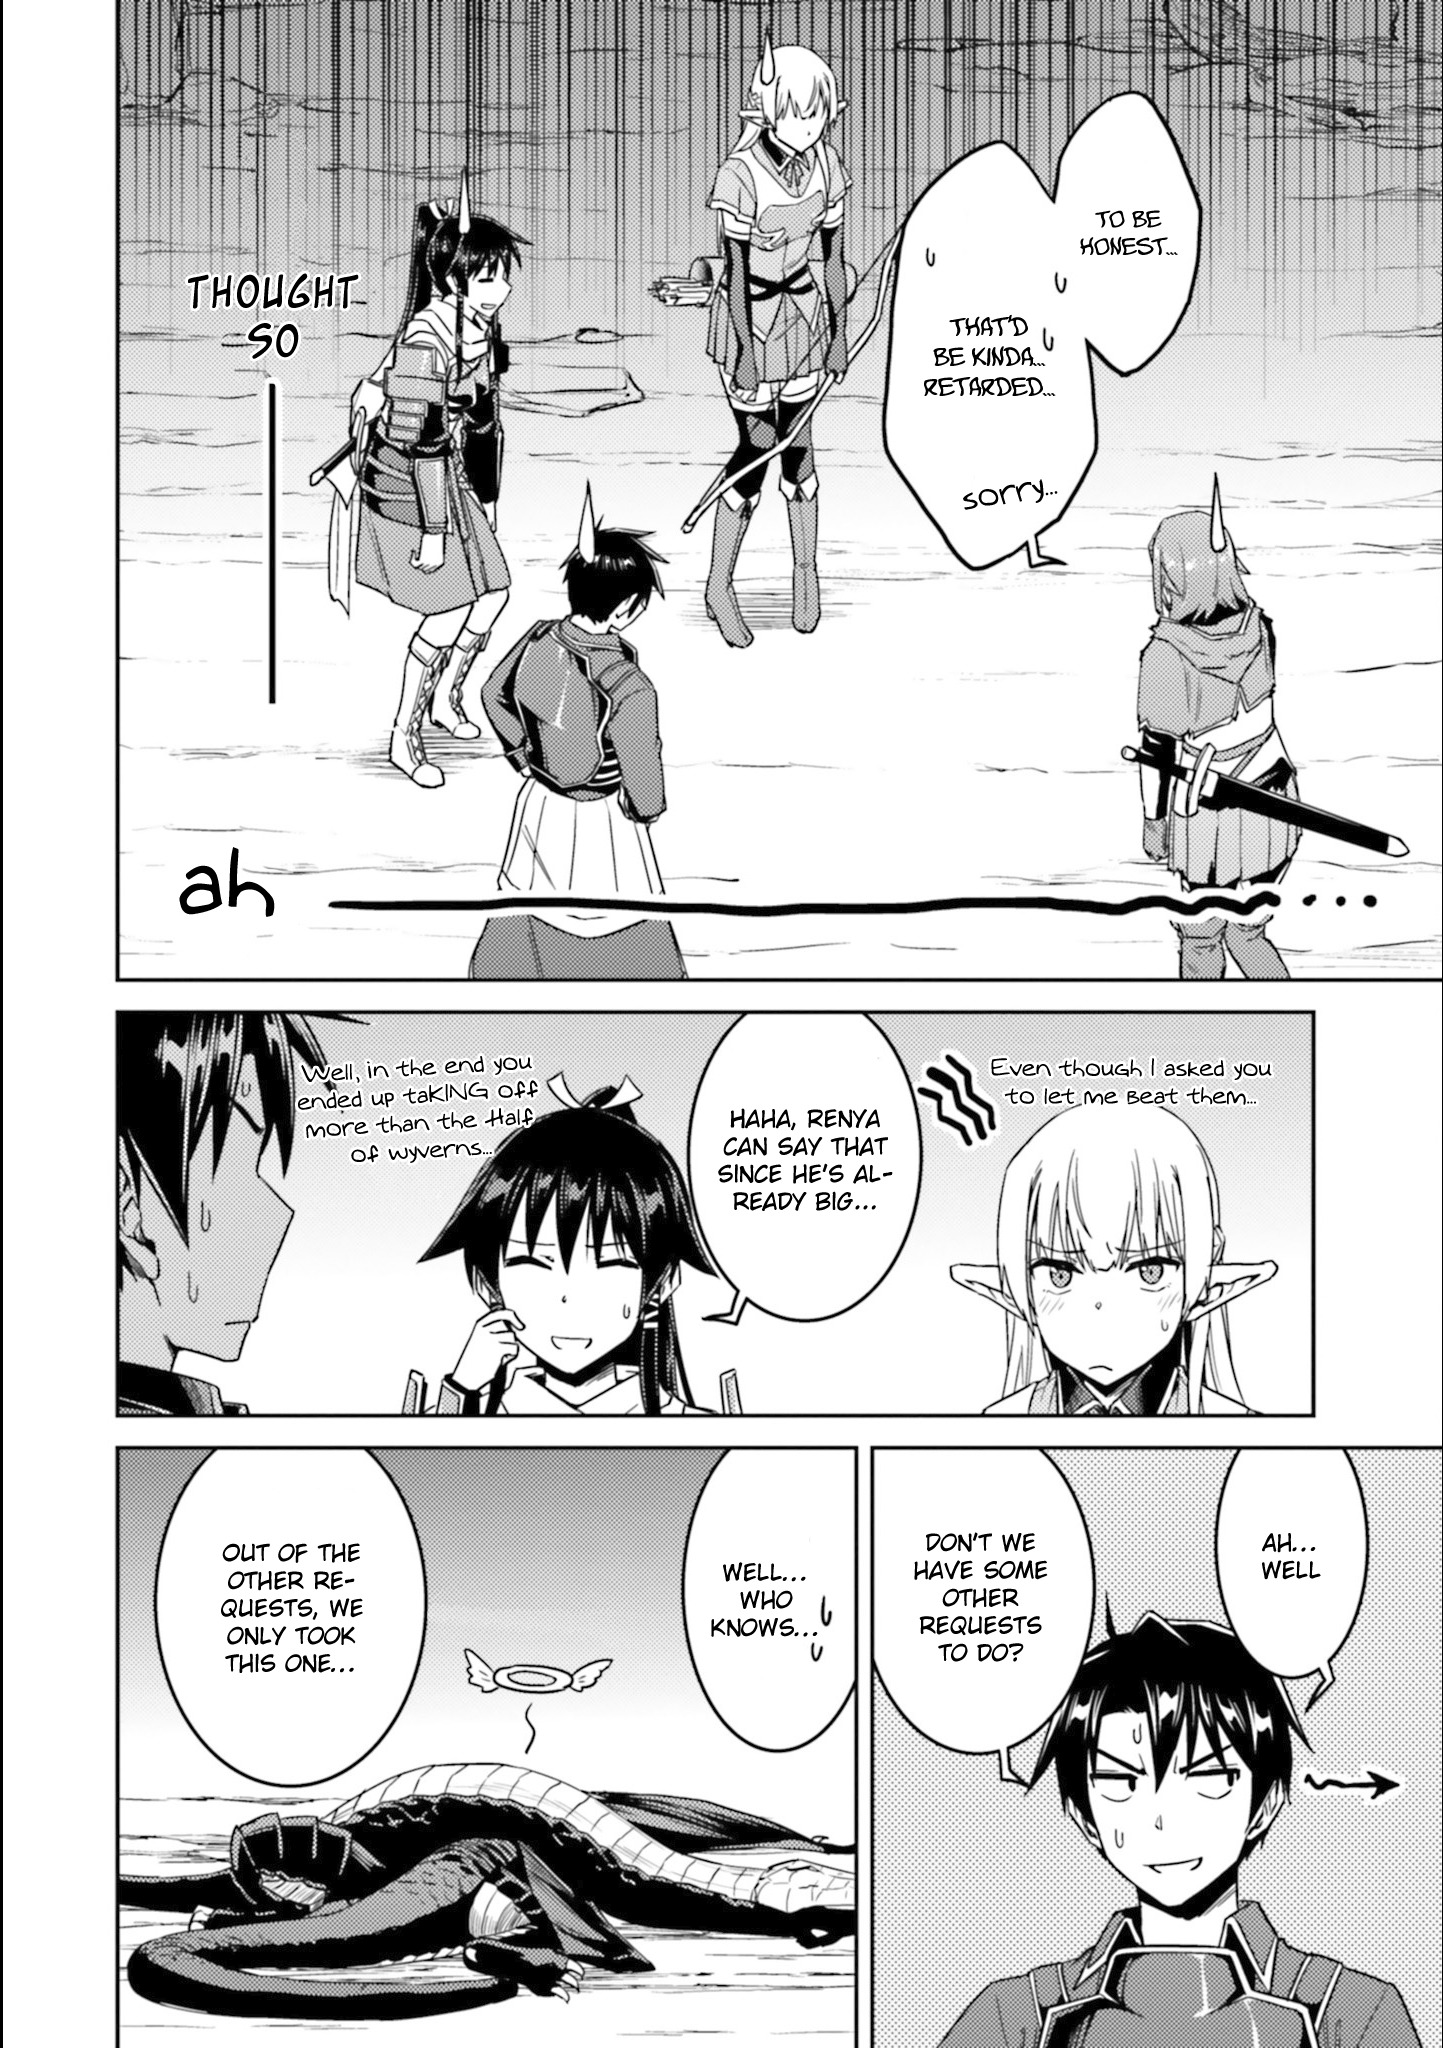 TO BE
HONEST...
THAT'D
BE KINDA...
RETARDED...
sorry...
THOUGHT
SO
ah
Even though I asked you
to let me Beat them...
HAHA, RENYA
CAN SAY THAT
SINCE HE'S AL-
READY BIG...
Well, in the end you
ended up taKING off
more than the Half
of wyverns...
AH...
WELL
DON'T WE
HAVE SOME
OTHER
REQUESTS
TO DO?
WELL...
WHO
KNOWS...
OUT OF THE
OTHER RE-
QUESTS, WE
ONLY TOOK
THIS ONE...